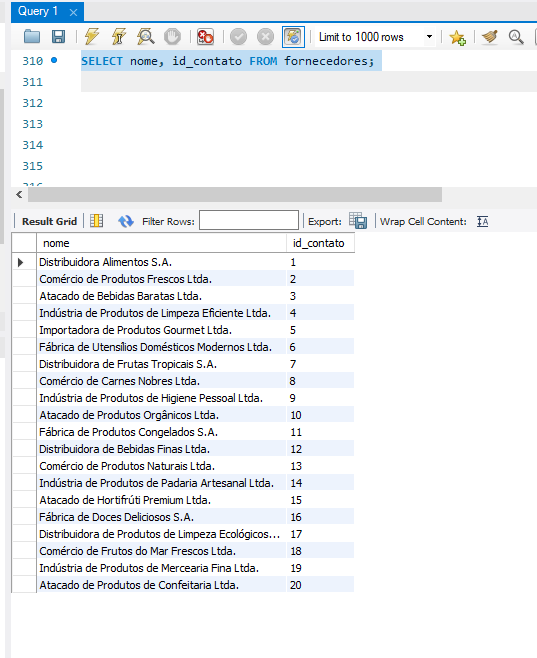 Query 1
Limit to 1000 rows
310 SELECT nome, id_contato FROM fornecedores;
311
312
313
314
315
Result Grid Filter Rows: Export: Wrap Cell Content:
nome id_contato
Distribuidora Alimentos S.A. 1
Comércio de Produtos Frescos Ltda. 2
Atacado de Bebidas Baratas Ltda. 3
Indústria de Produtos de Limpeza Eficiente Ltda. 4
Importadora de Produtos Gourmet Ltda. 5
Fábrica de Utensílios Domésticos Modernos Ltda. 6
Distribuidora de Frutas Tropicais S.A. 7
Comércio de Carnes Nobres Ltda. 8
Indústria de Produtos de Higiene Pessoal Ltda. 9
Atacado de Produtos Orgânicos Ltda. 10
Fábrica de Produtos Congelados S.A. 11
Distribuidora de Bebidas Finas Ltda. 12
Comércio de Produtos Naturais Ltda. 13
Indústria de Produtos de Padaria Artesanal Ltda. 14
Atacado de Hortifrúti Premium Ltda. 15
Fábrica de Doces Deliciosos S.A. 16
Distribuidora de Produtos de Limpeza Ecológicos... 17
Comércio de Frutos do Mar Frescos Ltda. 18
Indústria de Produtos de Mercearia Fina Ltda. 19
Atacado de Produtos de Confeitaria Ltda. 20